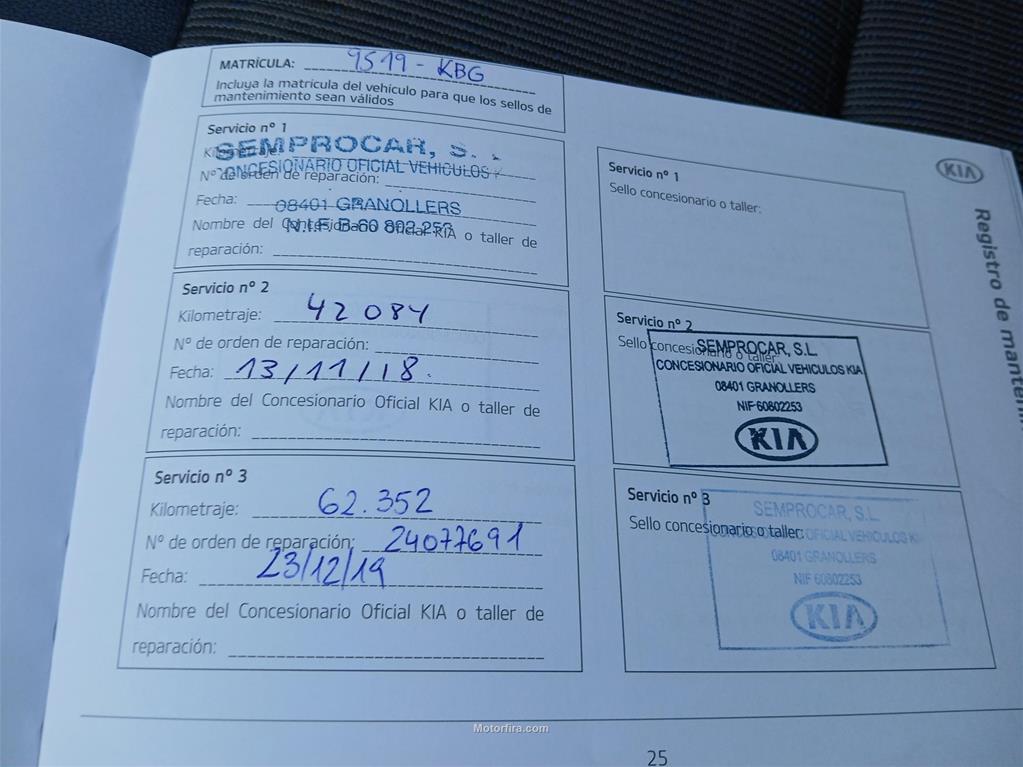 MATRÍCULA: 9519 - KBG
Incluya la matrícula del vehículo para que los sellos de
mantenimiento sean válidos
Servicio nº 1
SEMPROCAR, S.
CONCESIONARIO OFICIAL VEHICULOS K
Nº de orden de reparación:
Fecha:
08401 GRANOLLERS
N.I.F. B-60 802 253
Nombre del Concesionario Oficial KIA o taller de
reparación:
Servicio nº 2
Kilometraje: 42 084
Nº de orden de reparación:
Fecha: 13/11/18.
Nombre del Concesionario Oficial KIA o taller de
reparación:
Servicio nº 3
Kilometraje: 62.352
Nº de orden de reparación: 24077691
Fecha: 23/12/19
Nombre del Concesionario Oficial KIA o taller de
reparación:
Servicio nº 1
Sello concesionario o taller:
Servicio nº 2
Sello concesionario o taller:
SEMPROCAR, S.L.
CONCESIONARIO OFICIAL VEHICULOS KIA
08401 GRANOLLERS
NIF 60802253
KIA
Servicio nº 3
Sello concesionario o taller:
SEMPROCAR, S.L.
OFICIAL VEHICULOS K
08401 GRANOLLERS
NIF 60802253
KIA
KIA
Registro de
25
Motorfira.com